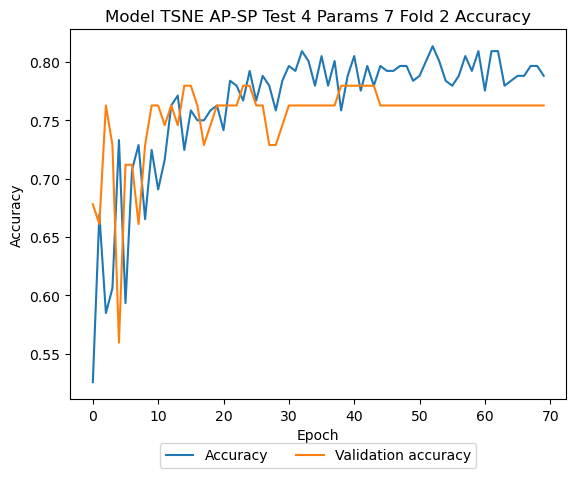 Model TSNE AP-SP Test 4 Params 7 Fold 2 Accuracy
0.80
0.75
0.70
0.65
0.60
0.55
Accuracy
0 10 20 30 40 50 60 70
Epoch
Accuracy Validation accuracy